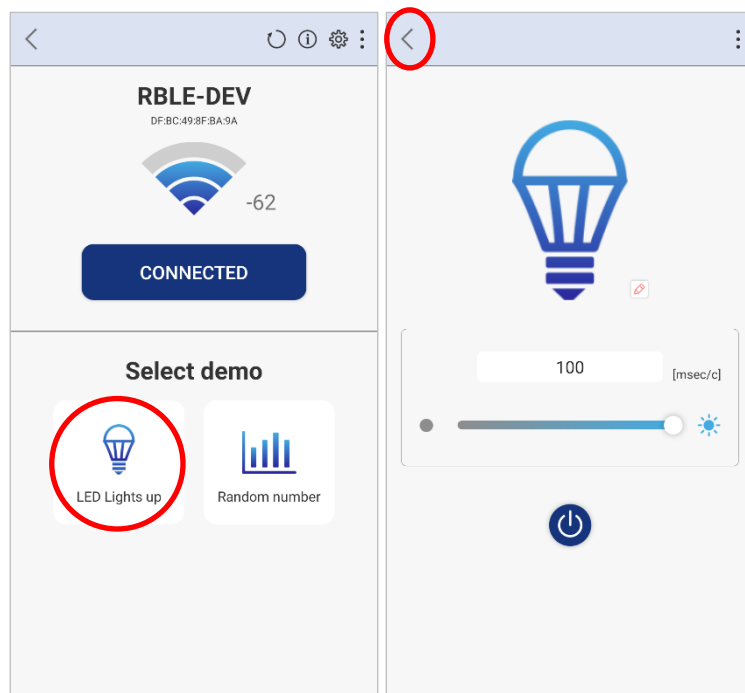 RBLE-DEV
DF:BC:49:8F:BA:9A
-62
CONNECTED
Select demo
LED Lights up
Random number
100
[msec/c]